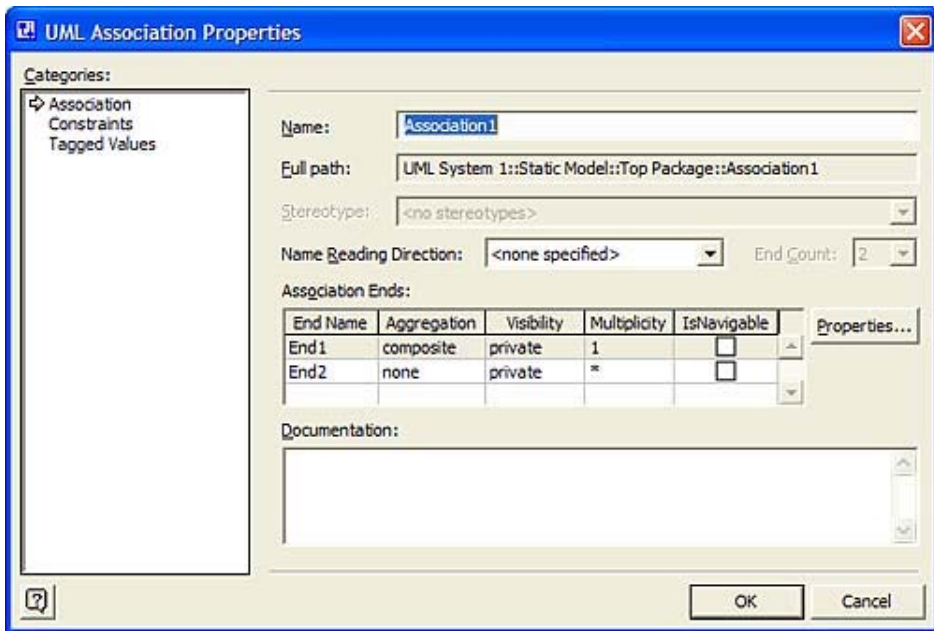 UML Association Properties
Categories:
Association
Constraints
Tagged Values
Name: Association1
Full path: UML System 1::Static Model::Top Package::Association1
Stereotype: <no stereotypes>
Name Reading Direction: <none specified> End Count: 2
Association Ends:
End Name Aggregation Visibility Multiplicity IsNavigable Properties...
End1 composite private 1
End2 none private *
Documentation:
OK Cancel